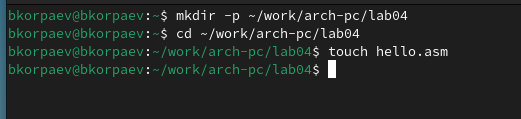 bkorpaev@bkorpaev:~$ mkdir -p ~/work/arch-pc/lab04
bkorpaev@bkorpaev:~$ cd ~/work/arch-pc/lab04
bkorpaev@bkorpaev:~/work/arch-pc/lab04$ touch hello.asm
bkorpaev@bkorpaev:~/work/arch-pc/lab04$